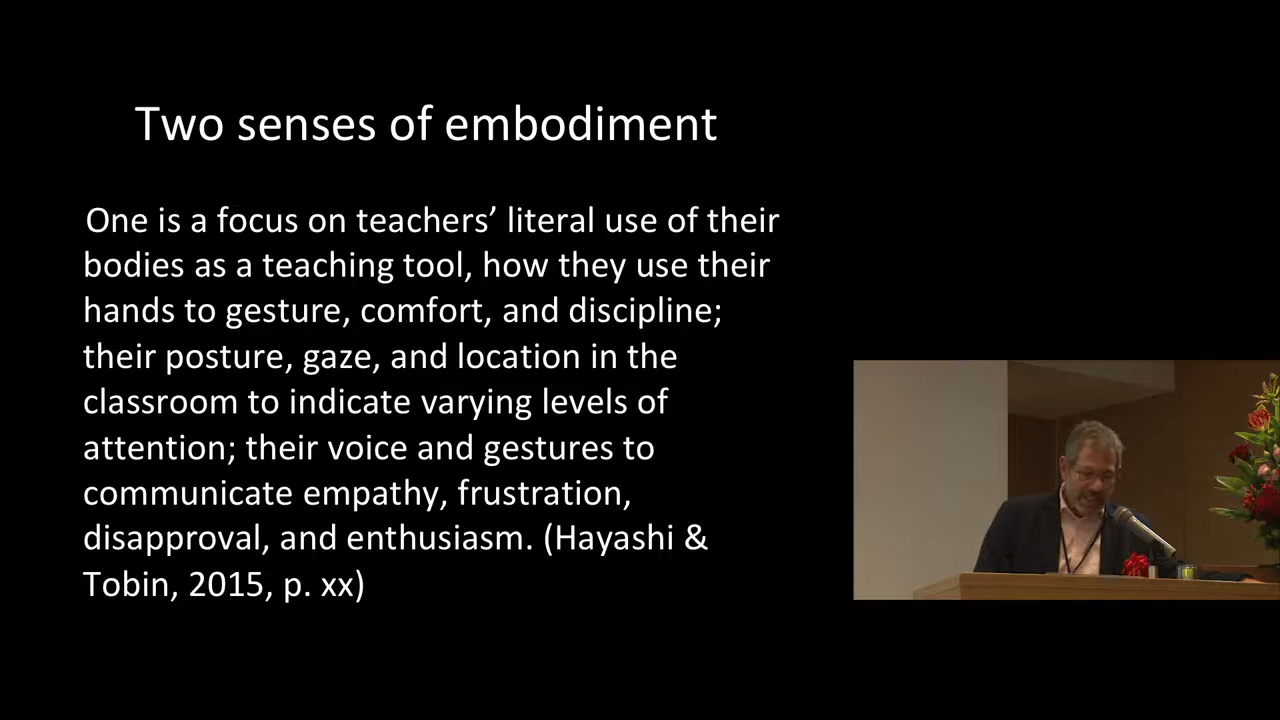 Two senses of embodiment
One is a focus on teachers’ literal use of their
bodies as a teaching tool, how they use their
hands to gesture, comfort, and discipline;
their posture, gaze, and location in the
classroom to indicate varying levels of
attention; their voice and gestures to
communicate empathy, frustration,
disapproval, and enthusiasm. (Hayashi &
Tobin, 2015, p. xx)